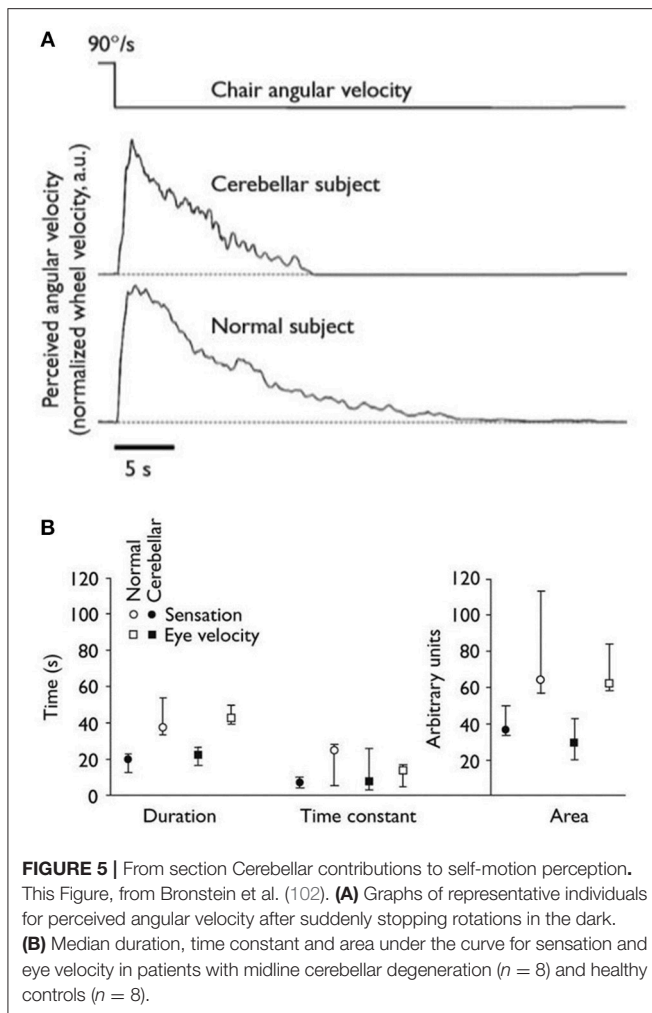 A
90°/s
Chair angular velocity
Perceived angular velocity
(normalized wheel velocity, a.u.)
Cerebellar subject
Normal subject
5 s
B
Normal
Cerebellar
Sensation
Eye velocity
Time (s)
120
100
80
60
40
20
0
Duration
Time constant
Arbitrary units
120
100
80
60
40
20
Area
FIGURE 5 | From section Cerebellar contributions to self-motion perception.
This Figure, from Bronstein et al. (102). (A) Graphs of representative individuals
for perceived angular velocity after suddenly stopping rotations in the dark.
(B) Median duration, time constant and area under the curve for sensation and
eye velocity in patients with midline cerebellar degeneration (n = 8) and healthy
controls (n = 8).